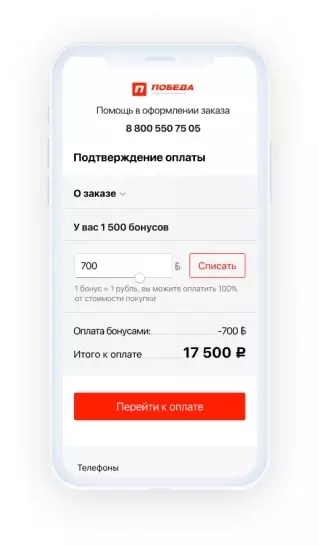 ПОБЕДА
Помощь в оформлении заказа
8 800 550 75 05
Подтверждение оплаты
О заказе
У вас 1 500 бонусов
700 Б Списать
1 бонус = 1 рубль, вы можете оплатить 100%
от стоимости покупки
Оплата бонусами: -700 Б
Итого к оплате 17 500 ₽
Перейти к оплате
Телефоны